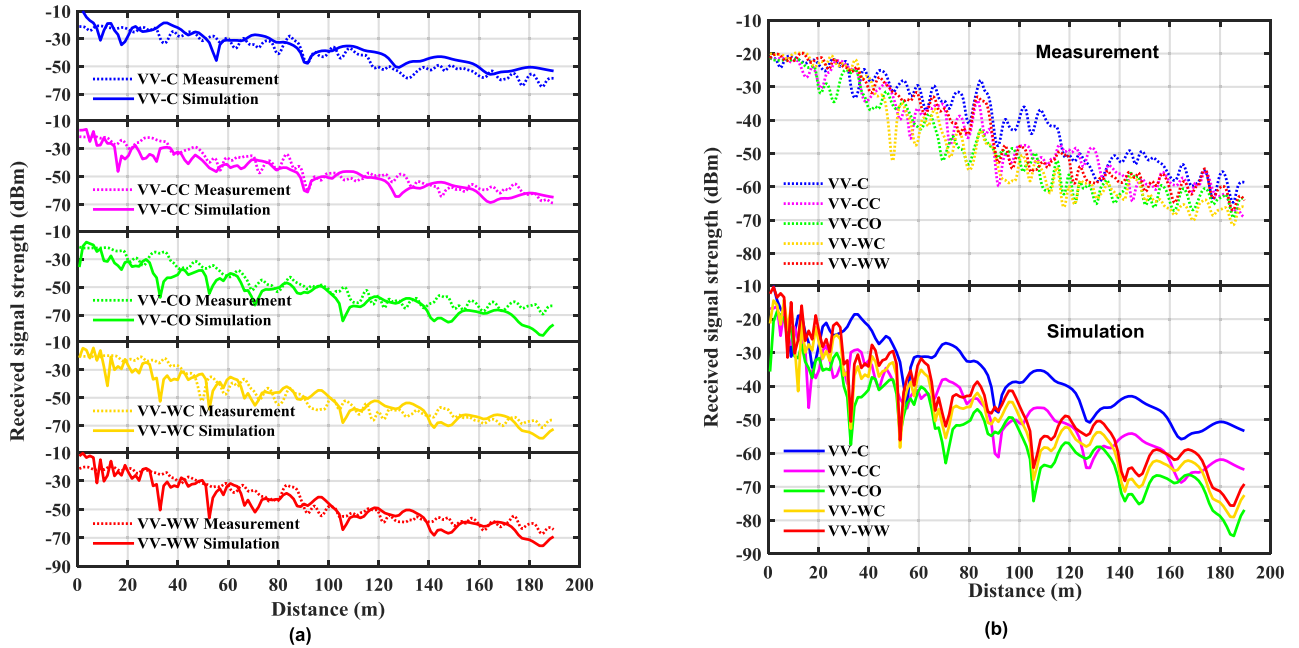 Received signal strength (dBm)
-10
-30
-50
-70
VV-C Measurement
VV-C Simulation
-10
-30
-50
-70
VV-CC Measurement
VV-CC Simulation
-10
-30
-50
-70
VV-CO Measurement
VV-CO Simulation
-10
-30
-50
-70
VV-WC Measurement
VV-WC Simulation
-10
-30
-50
-70
-90
VV-WW Measurement
VV-WW Simulation
0 20 40 60 80 100 120 140 160 180 200
Distance (m)
(a)
Received signal strength (dBm)
-10
-20
-30
-40
-50
-60
-70
-80
Measurement
VV-C
VV-CC
VV-CO
VV-WC
VV-WW
-10
-20
-30
-40
-50
-60
-70
-80
-90
Simulation
VV-C
VV-CC
VV-CO
VV-WC
VV-WW
0 20 40 60 80 100 120 140 160 180 200
Distance (m)
(b)